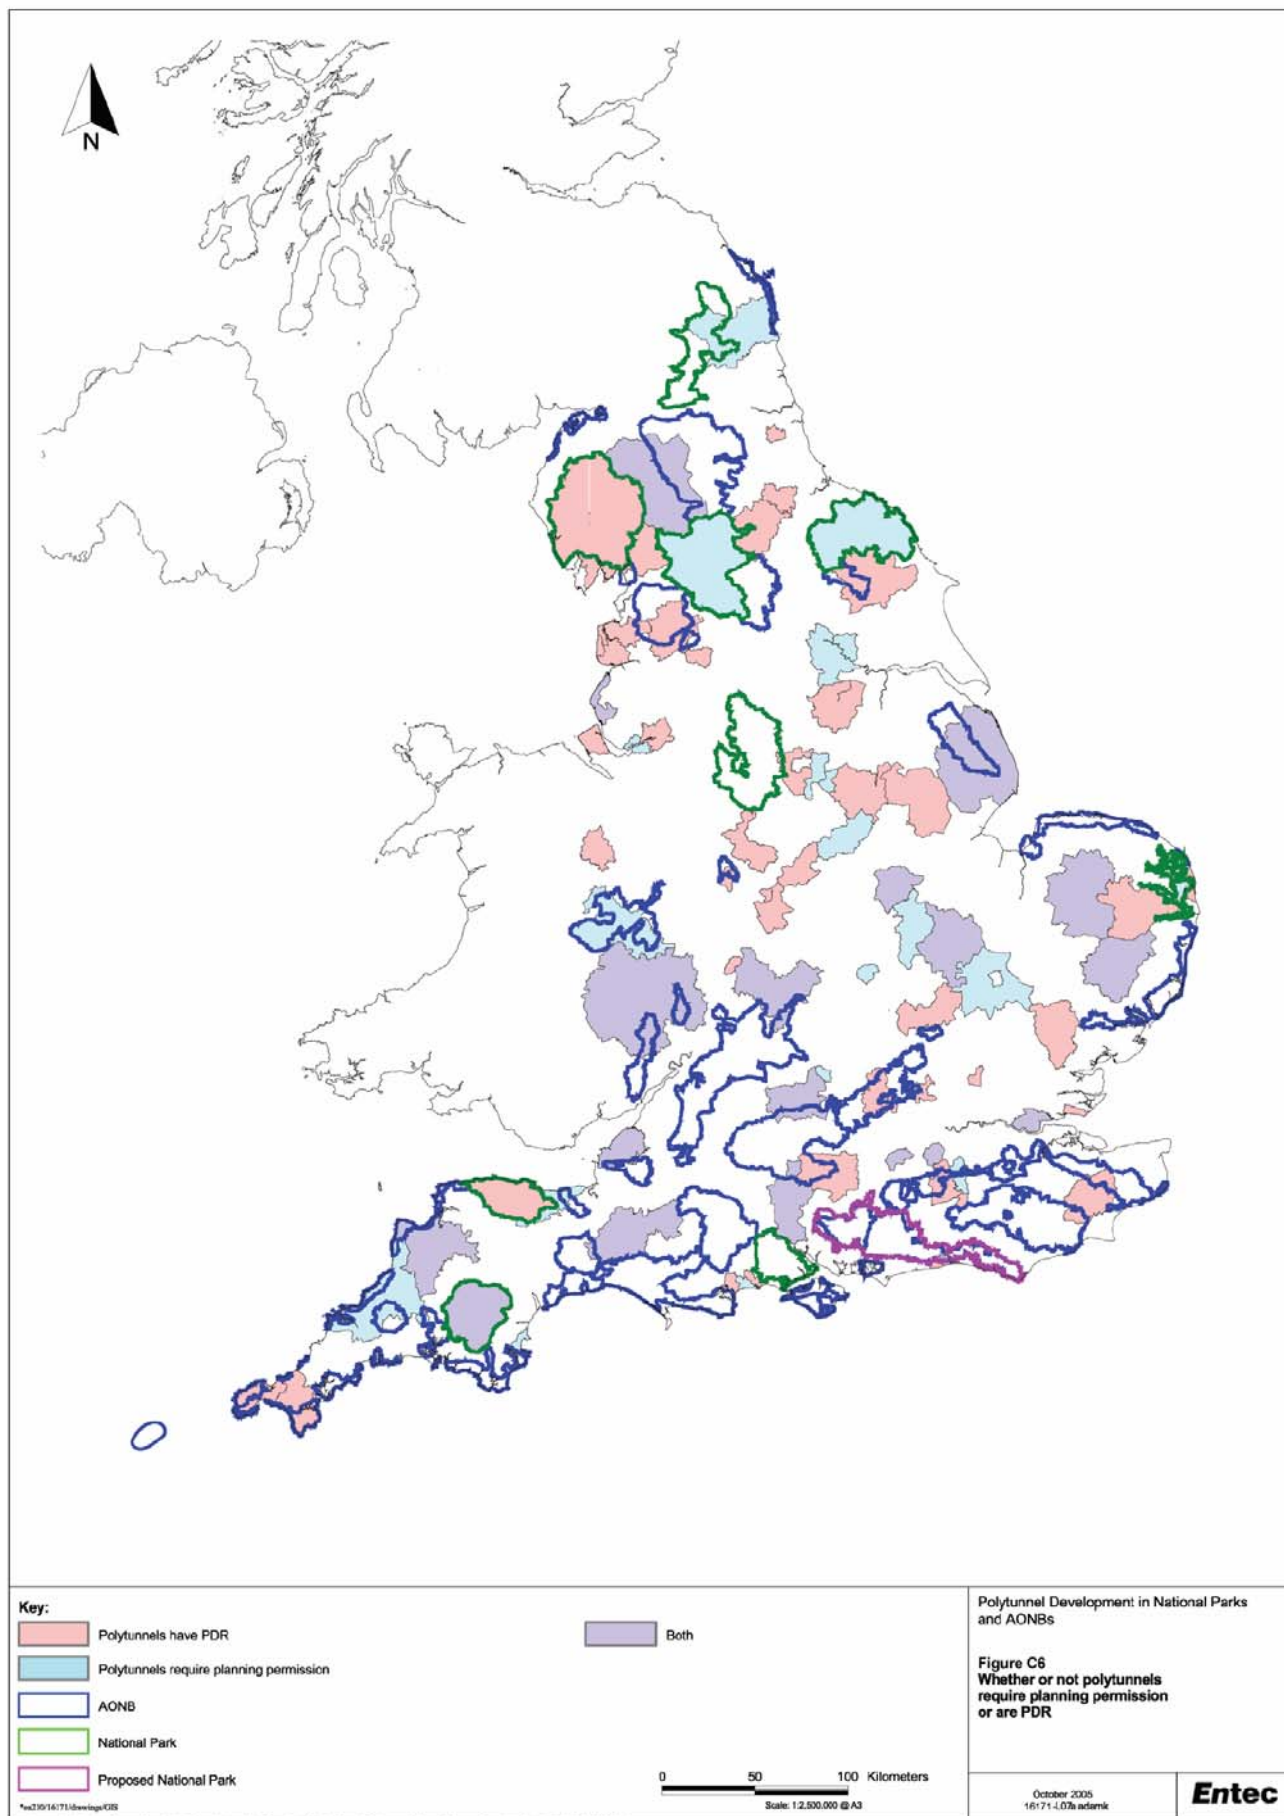 N
Key:
Polytunnels have PDR
Both
Polytunnels require planning permission
AONB
National Park
Proposed National Park
0 50 100 Kilometers
Scale: 1:2,500,000 @ A3
Polytunnel Development in National Parks
and AONBs
Figure C6
Whether or not polytunnels
require planning permission
or are PDR
October 2005
Entec